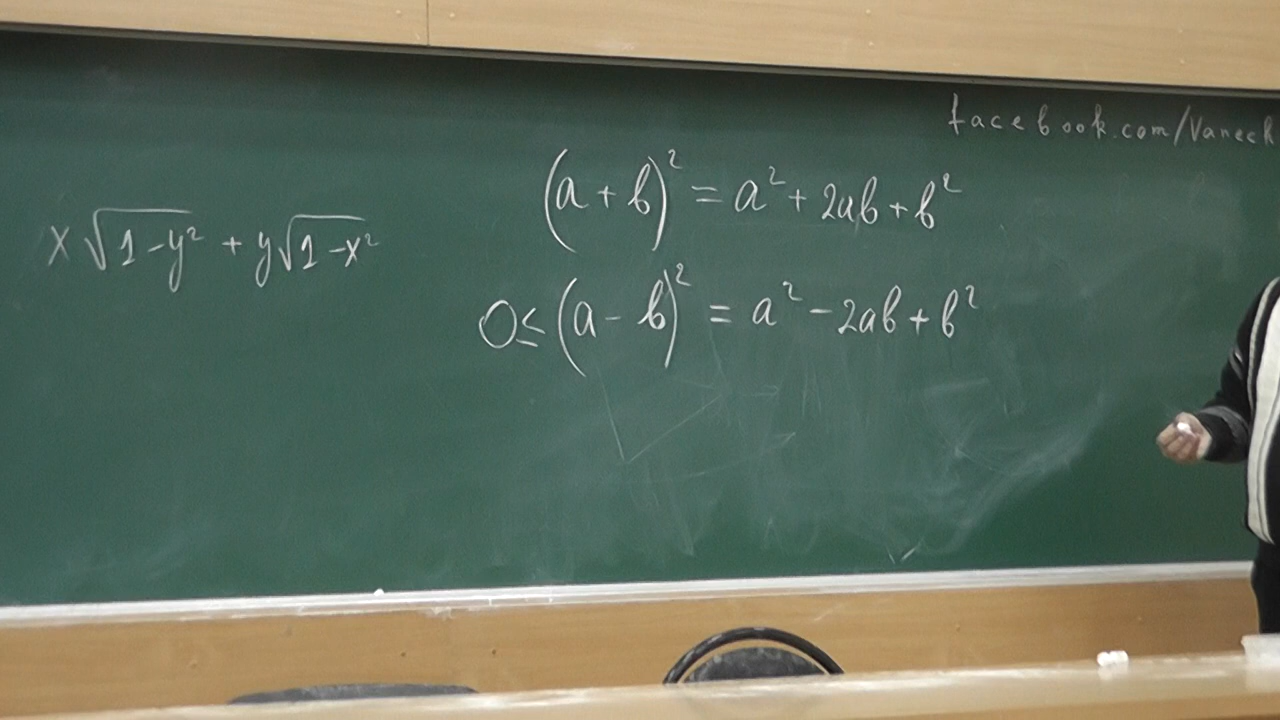 facebook.com/Vaneck
(a + b)² = a² + 2ab + b²
x√(1-y²) + y√(1-x²)
0 ≤ (a - b)² = a² - 2ab + b²